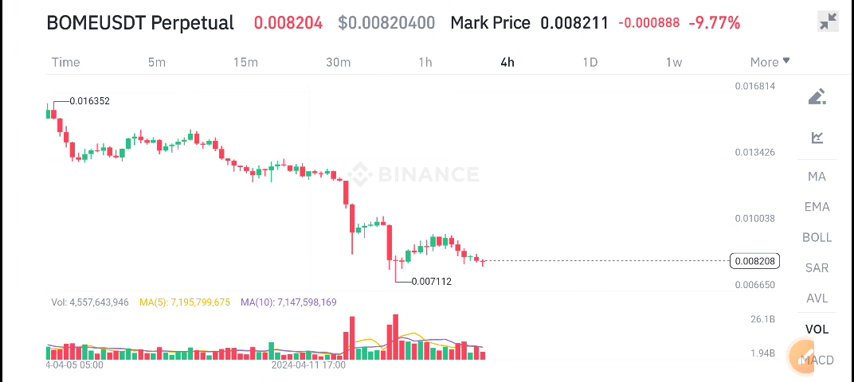 BOMEUSDT Perpetual 0.008204 $0.00820400 Mark Price 0.008211 -0.000888 -9.77%
Time 5m 15m 30m 1h 4h 1D 1w More
0.016814
0.016352
0.013426
BINANCE
MA
EMA
0.010038
BOLL
0.008208
SAR
0.007112
0.006650
AVL
Vol: 4,557,643,946 MA(5): 7,195,799,675 MA(10): 7,147,598,169
26.1B
VOL
1.94B
MACD
4-04-05 05:00 2024-04-11 17:00